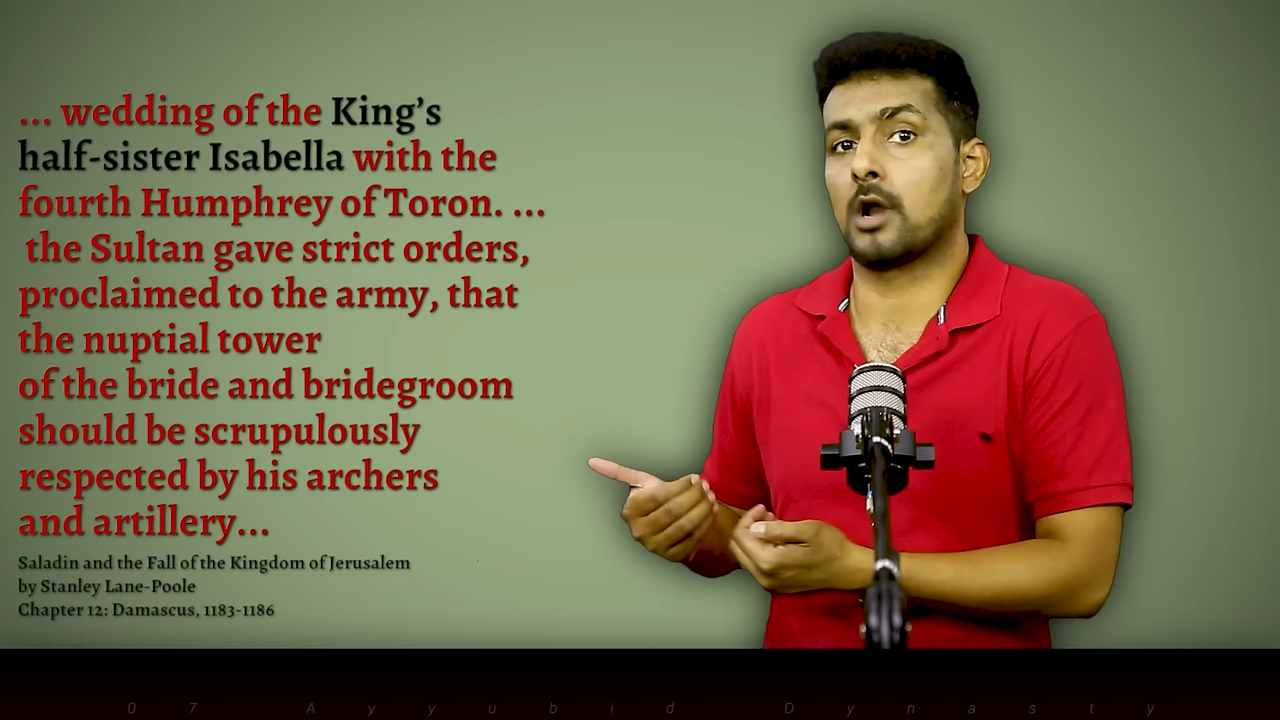 ... wedding of the King's
half-sister Isabella with the
fourth Humphrey of Toron. ...
the Sultan gave strict orders,
proclaimed to the army, that
the nuptial tower
of the bride and bridegroom
should be scrupulously
respected by his archers
and artillery...
Saladin and the Fall of the Kingdom of Jerusalem
by Stanley Lane-Poole
Chapter 12: Damascus, 1183-1186
07 Ayyubid Dynasty